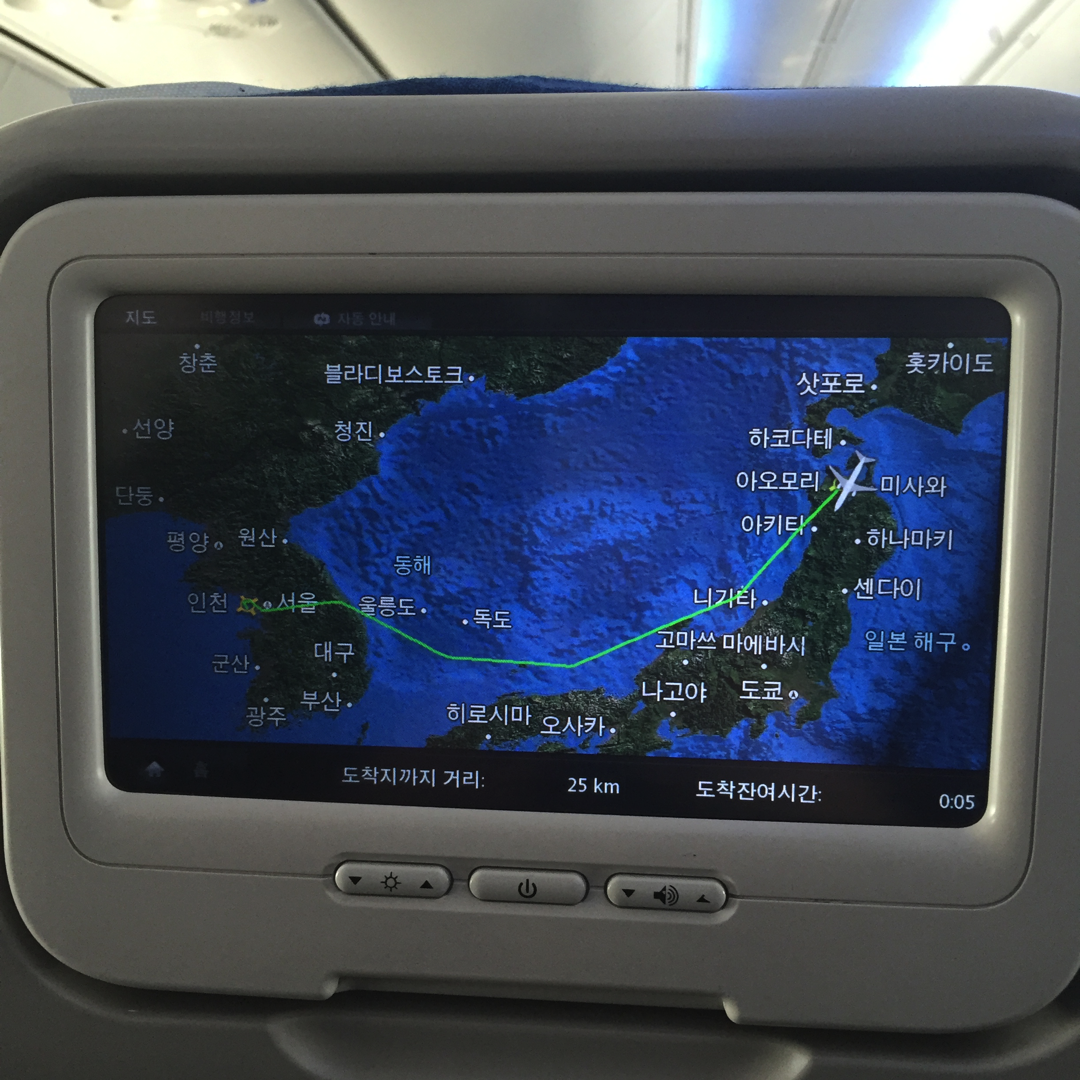 지도 비행정보 자동 안내
창춘
홋카이도
블라디보스토크
삿포로
선양
청진
하코다테
아오모리
미사와
단둥
아키타
평양
원산
하나마키
동해
센다이
인천
서울
울릉도
독도
니가타
고마쓰
마에바시
일본 해구
대구
군산
나고야
도쿄
부산
광주
히로시마
오사카
도착지까지 거리: 25 km 도착잔여시간: 0:05